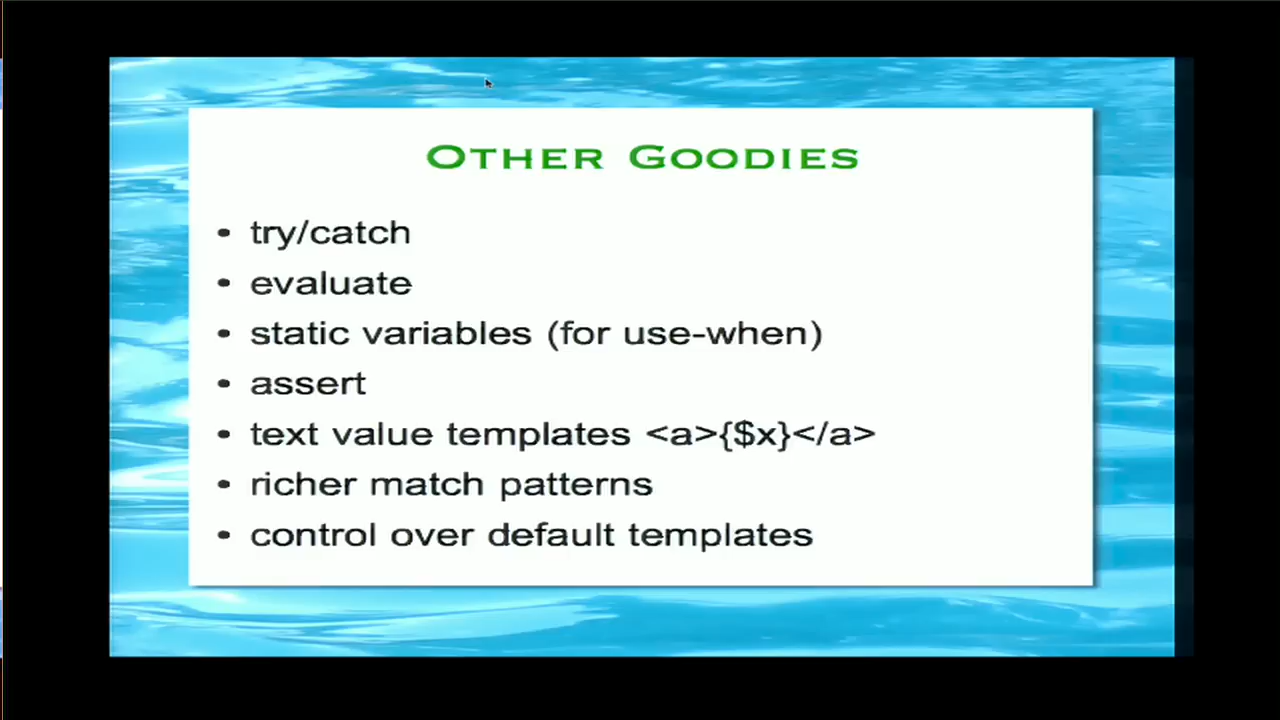 Other Goodies
• try/catch
• evaluate
• static variables (for use-when)
• assert
• text value templates <a>{$x}</a>
• richer match patterns
• control over default templates